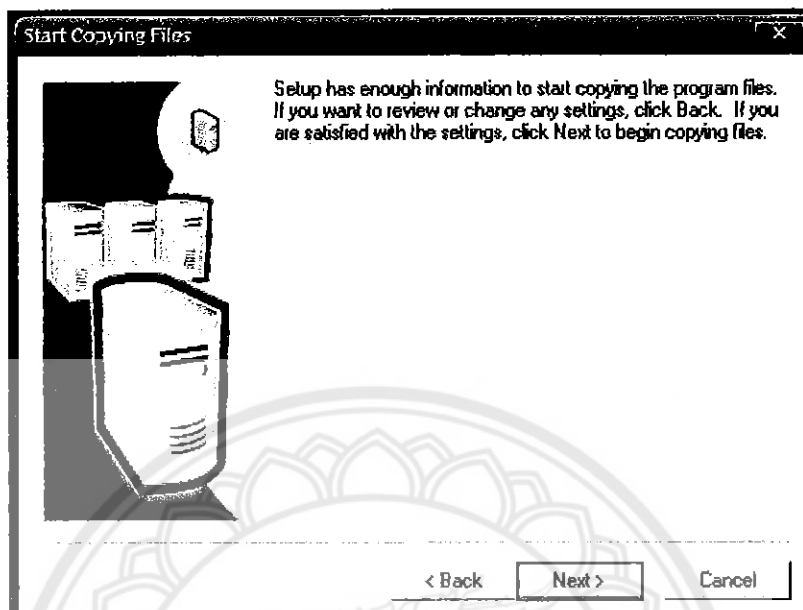 Start Copying Files
Setup has enough information to start copying the program files.
If you want to review or change any settings, click Back. If you
are satisfied with the settings, click Next to begin copying files.
< Back
Next >
Cancel